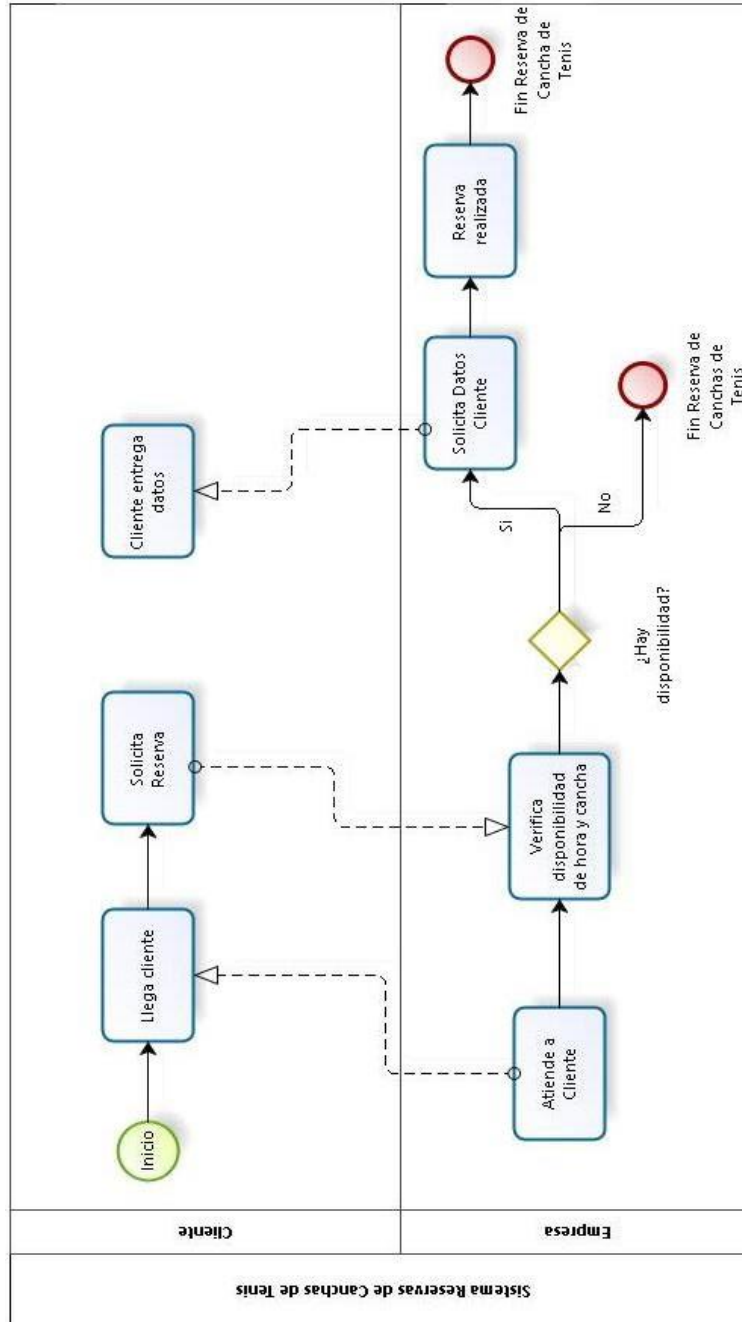 Sistema Reservas de Canchas de Tenis
Cliente
Inicio
Llega cliente
Solicita
Reserva
Cliente entrega
datos
Empresa
Atiende a
Cliente
Verifica
disponibilidad
de hora y cancha
¿Hay
disponibilidad?
Si
No
Solicita Datos
Cliente
Reserva
realizada
Fin Reserva de
Cancha de
Tenis
Fin Reserva de
Canchas de
Tenis